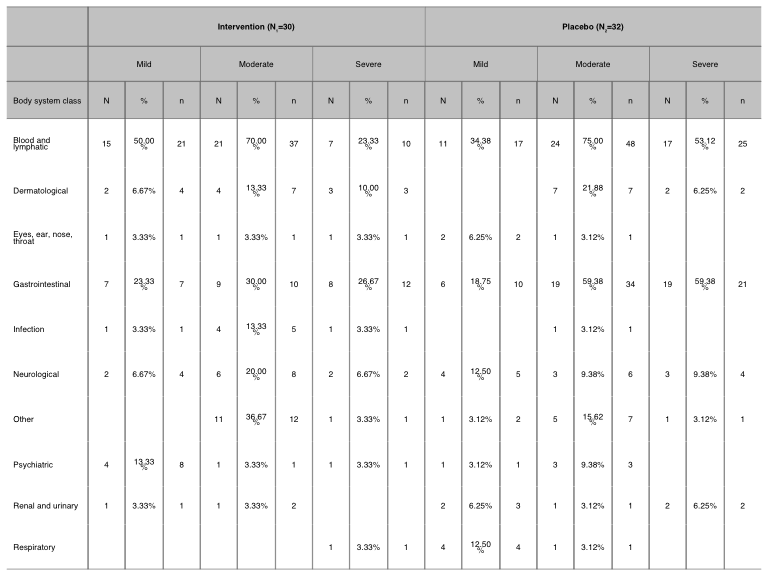 Intervention (N1=30) Placebo (N2=32)
Mild Moderate Severe Mild Moderate Severe
Body system class N % n N % n N % n N % n N % n N % n
Blood and lymphatic 15 50.00% 21 21 70.00% 37 7 23.33% 10 11 34.38% 17 24 75.00% 48 17 53.12% 25
Dermatological 2 6.67% 4 4 13.33% 7 3 10.00% 3 7 21.88% 7 2 6.25% 2
Eyes, ear, nose, throat 1 3.33% 1 1 3.33% 1 1 3.33% 1 2 6.25% 2 1 3.12% 1
Gastrointestinal 7 23.33% 7 9 30.00% 10 8 26.67% 12 6 18.75% 10 19 59.38% 34 19 59.38% 21
Infection 1 3.33% 1 4 13.33% 5 1 3.33% 1 1 3.12% 1
Neurological 2 6.67% 4 6 20.00% 8 2 6.67% 2 4 12.50% 5 3 9.38% 6 3 9.38% 4
Other 11 36.67% 12 1 3.33% 1 1 3.12% 2 5 15.62% 7 1 3.12% 1
Psychiatric 4 13.33% 8 1 3.33% 1 1 3.33% 1 1 3.12% 1 3 9.38% 3
Renal and urinary 1 3.33% 1 1 3.33% 2 2 6.25% 3 1 3.12% 1 2 6.25% 2
Respiratory 1 3.33% 1 4 12.50% 4 1 3.12% 1